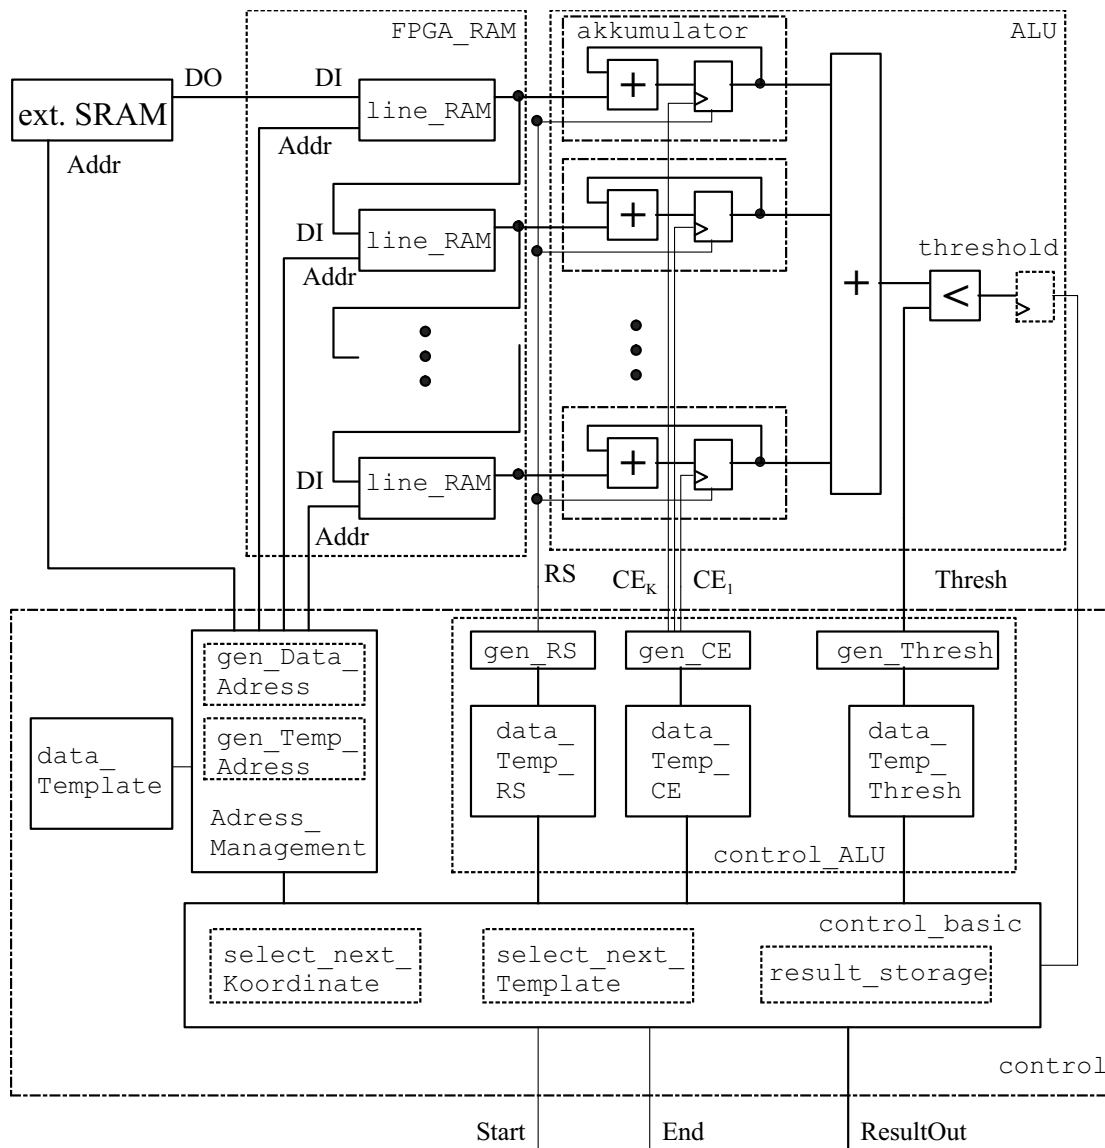 FPGA_RAM
akkumulator
ALU
DO
DI
+
ext. SRAM
line_RAM
Addr
Addr
+
DI
line_RAM
Addr
threshold
+
<
+
DI
line_RAM
Addr
RS
CEK
CE1
Thresh
gen_Data_
Adress
gen_RS
gen_CE
gen_Thresh
gen_Temp_
Adress
data_
Template
data_
Temp_
RS
data_
Temp_
CE
data_
Temp_
Thresh
Adress_
Management
control_ALU
control_basic
select_next_
Koordinate
select_next_
Template
result_storage
control
Start
End
ResultOut